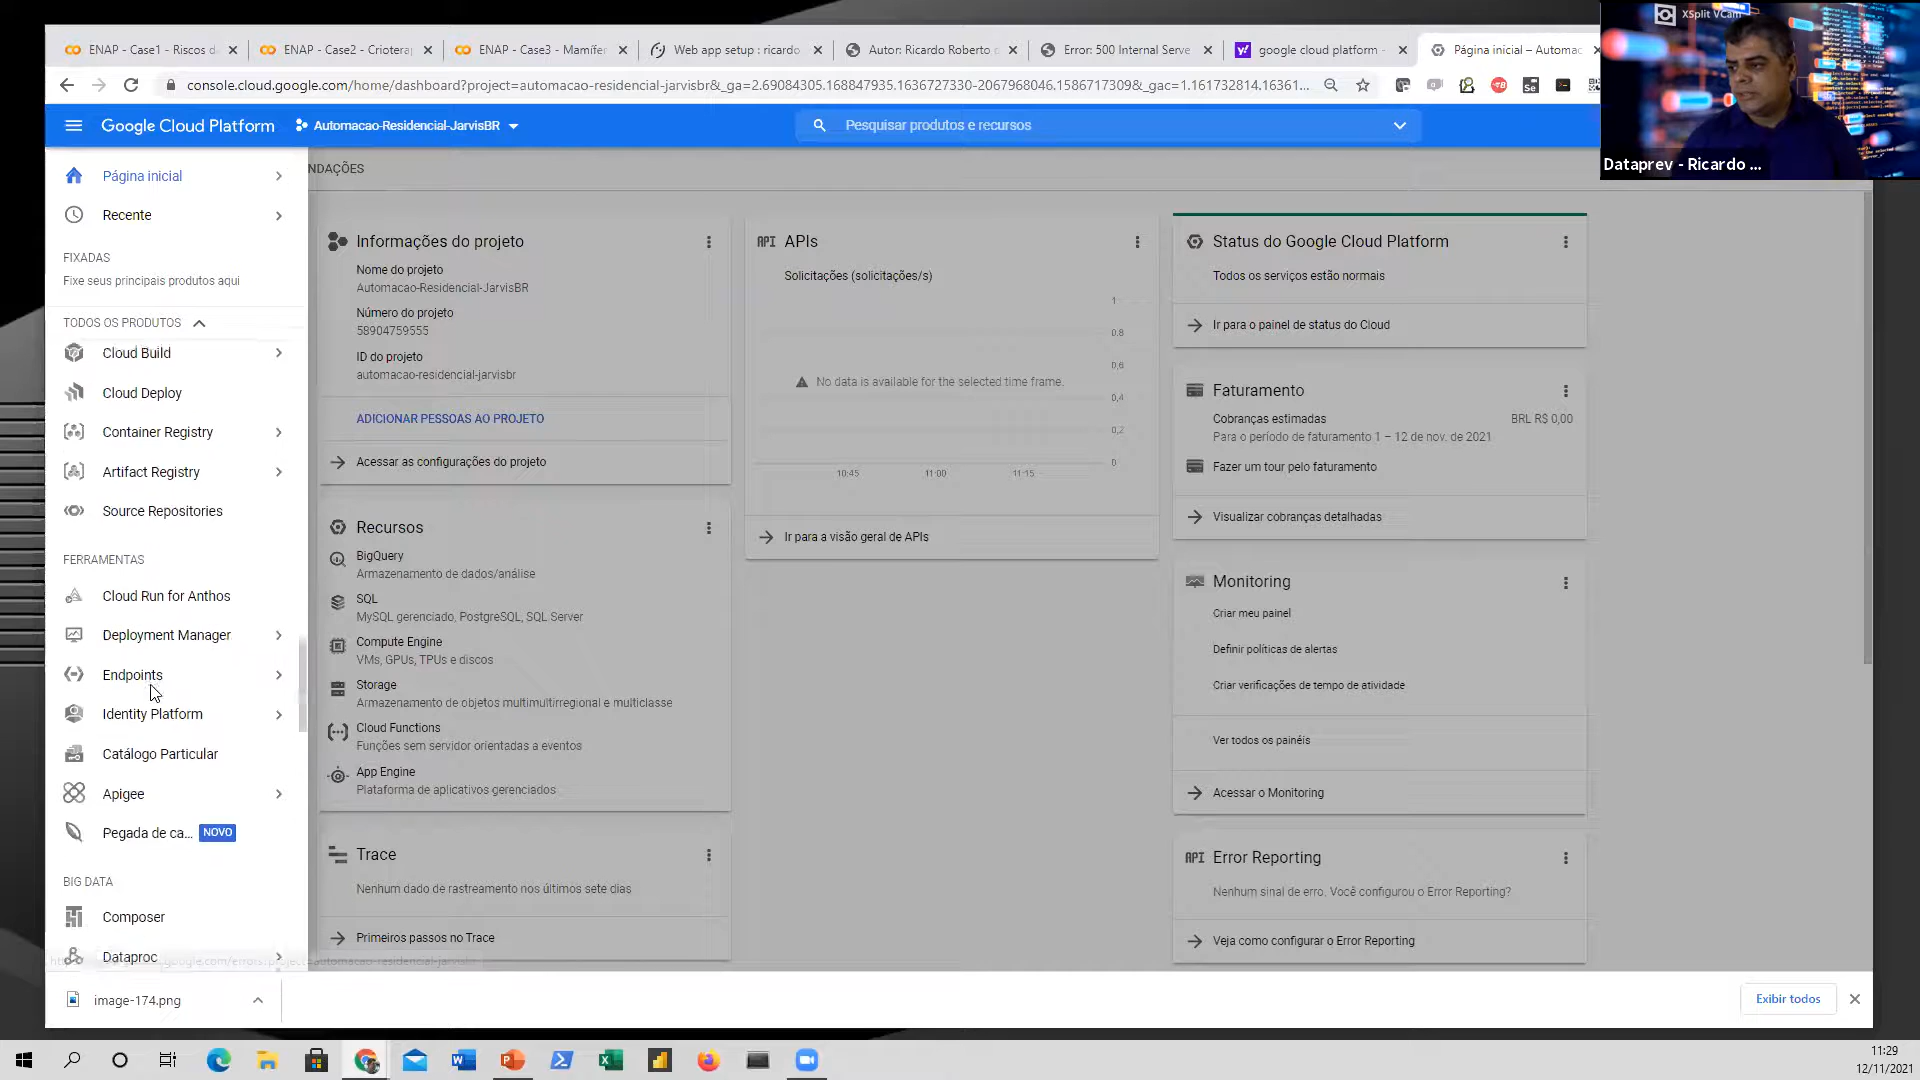 XSplit VCam
ENAP - Case1 - Riscos d
ENAP - Case2 - Criotera
ENAP - Case3 - Mamífer
Web app setup : ricardo
Autor: Ricardo Roberto d
Error: 500 Internal Serve
google cloud platform -
Página inicial – Automac
console.cloud.google.com/home/dashboard?project=automacao-residencial-jarvisbr&_ga=2.69084305.168847935.1636727330-2067968046.1586717309&_gac=1.161732814.16361...
Google Cloud Platform
Automacao-Residencial-JarvisBR
Pesquisar produtos e recursos
Dataprev - Ricardo ...
Página inicial
Recente
FIXADAS
Fixe seus principais produtos aqui
TODOS OS PRODUTOS
Cloud Build
Cloud Deploy
Container Registry
Artifact Registry
Source Repositories
FERRAMENTAS
Cloud Run for Anthos
Deployment Manager
Endpoints
Identity Platform
Catálogo Particular
Apigee
Pegada de ca... NOVO
BIG DATA
Composer
Dataproc
NDAÇÕES
Informações do projeto
Nome do projeto
Automacao-Residencial-JarvisBR
Número do projeto
58904759555
ID do projeto
automacao-residencial-jarvisbr
ADICIONAR PESSOAS AO PROJETO
Acessar as configurações do projeto
Recursos
BigQuery
Armazenamento de dados/análise
SQL
MySQL gerenciado, PostgreSQL, SQL Server
Compute Engine
VMs, GPUs, TPUs e discos
Storage
Armazenamento de objetos multimultirregional e multiclasse
Cloud Functions
Funções sem servidor orientadas a eventos
App Engine
Plataforma de aplicativos gerenciados
Trace
Nenhum dado de rastreamento nos últimos sete dias
Primeiros passos no Trace
API APIs
Solicitações (solicitações/s)
1
0.8
0,6
0,4
0,2
0
No data is available for the selected time frame.
10:45 11:00 11:15
Ir para a visão geral de APIs
Status do Google Cloud Platform
Todos os serviços estão normais
Ir para o painel de status do Cloud
Faturamento
Cobranças estimadas BRL R$ 0,00
Para o período de faturamento 1 – 12 de nov. de 2021
Fazer um tour pelo faturamento
Visualizar cobranças detalhadas
Monitoring
Criar meu painel
Definir políticas de alertas
Criar verificações de tempo de atividade
Ver todos os painéis
Acessar o Monitoring
API Error Reporting
Nenhum sinal de erro. Você configurou o Error Reporting?
Veja como configurar o Error Reporting
image-174.png
Exibir todos
11:29
12/11/2021